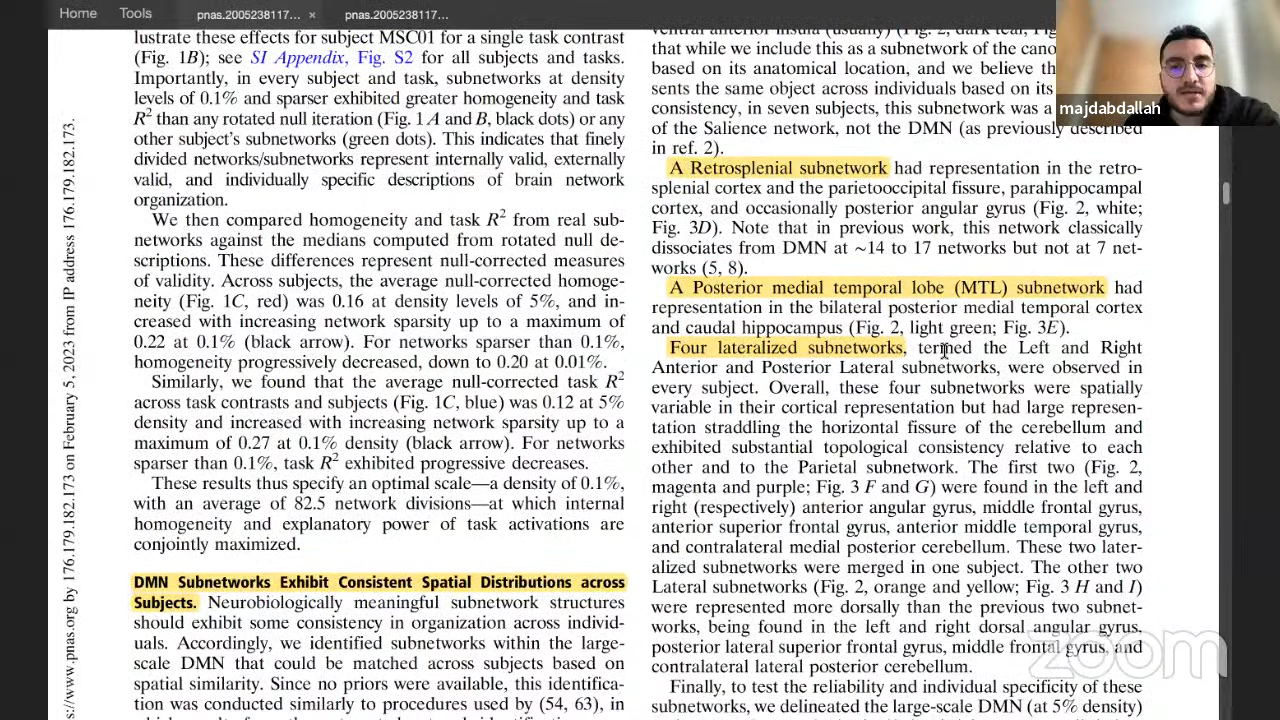 Home
Tools
pnas.2005238117...
×
pnas.2005238117...
s://www.pnas.org by 176.179.182.173 on February 5, 2023 from IP address 176.179.182.173.
lustrate these effects for subject MSC01 for a single task contrast
(Fig. 1B); see SI Appendix, Fig. S2 for all subjects and tasks.
Importantly, in every subject and task, subnetworks at density
levels of 0.1% and sparser exhibited greater homogeneity and task
R² than any rotated null iteration (Fig. 1 A and B, black dots) or any
other subject's subnetworks (green dots). This indicates that finely
divided networks/subnetworks represent internally valid, externally
valid, and individually specific descriptions of brain network
organization.
We then compared homogeneity and task R² from real sub-
networks against the medians computed from rotated null de-
scriptions. These differences represent null-corrected measures
of validity. Across subjects, the average null-corrected homoge-
neity (Fig. 1C, red) was 0.16 at density levels of 5%, and in-
creased with increasing network sparsity up to a maximum of
0.22 at 0.1% (black arrow). For networks sparser than 0.1%,
homogeneity progressively decreased, down to 0.20 at 0.01%.
Similarly, we found that the average null-corrected task R²
across task contrasts and subjects (Fig. 1C, blue) was 0.12 at 5%
density and increased with increasing network sparsity up to a
maximum of 0.27 at 0.1% density (black arrow). For networks
sparser than 0.1%, task R² exhibited progressive decreases.
These results thus specify an optimal scale—a density of 0.1%,
with an average of 82.5 network divisions—at which internal
homogeneity and explanatory power of task activations are
conjointly maximized.
DMN Subnetworks Exhibit Consistent Spatial Distributions across
Subjects. Neurobiologically meaningful subnetwork structures
should exhibit some consistency in organization across individ-
uals. Accordingly, we identified subnetworks within the large-
scale DMN that could be matched across subjects based on
spatial similarity. Since no priors were available, this identifica-
tion was conducted similarly to procedures used by (54, 63), in
ventral anterior insula (usually) (Fig. 2, dark teal,
that while we include this as a subnetwork of the cano
based on its anatomical location, and we believe th
sents the same object across individuals based on its
consistency, in seven subjects, this subnetwork was a
of the Salience network, not the DMN (as previously described
in ref. 2).
A Retrosplenial subnetwork had representation in the retro-
splenial cortex and the parietooccipital fissure, parahippocampal
cortex, and occasionally posterior angular gyrus (Fig. 2, white;
Fig. 3D). Note that in previous work, this network classically
dissociates from DMN at ~14 to 17 networks but not at 7 net-
works (5, 8).
A Posterior medial temporal lobe (MTL) subnetwork had
representation in the bilateral posterior medial temporal cortex
and caudal hippocampus (Fig. 2, light green; Fig. 3E).
Four lateralized subnetworks, termed the Left and Right
Anterior and Posterior Lateral subnetworks, were observed in
every subject. Overall, these four subnetworks were spatially
variable in their cortical representation but had large represen-
tation straddling the horizontal fissure of the cerebellum and
exhibited substantial topological consistency relative to each
other and to the Parietal subnetwork. The first two (Fig. 2,
magenta and purple; Fig. 3 F and G) were found in the left and
right (respectively) anterior angular gyrus, middle frontal gyrus,
anterior superior frontal gyrus, anterior middle temporal gyrus,
and contralateral medial posterior cerebellum. These two later-
alized subnetworks were merged in one subject. The other two
Lateral subnetworks (Fig. 2, orange and yellow; Fig. 3 H and I)
were represented more dorsally than the previous two subnet-
works, being found in the left and right dorsal angular gyrus,
posterior lateral superior frontal gyrus, middle frontal gyrus, and
contralateral lateral posterior cerebellum.
Finally, to test the reliability and individual specificity of these
subnetworks, we delineated the large-scale DMN (at 5% density)
majdabdallah
zoom